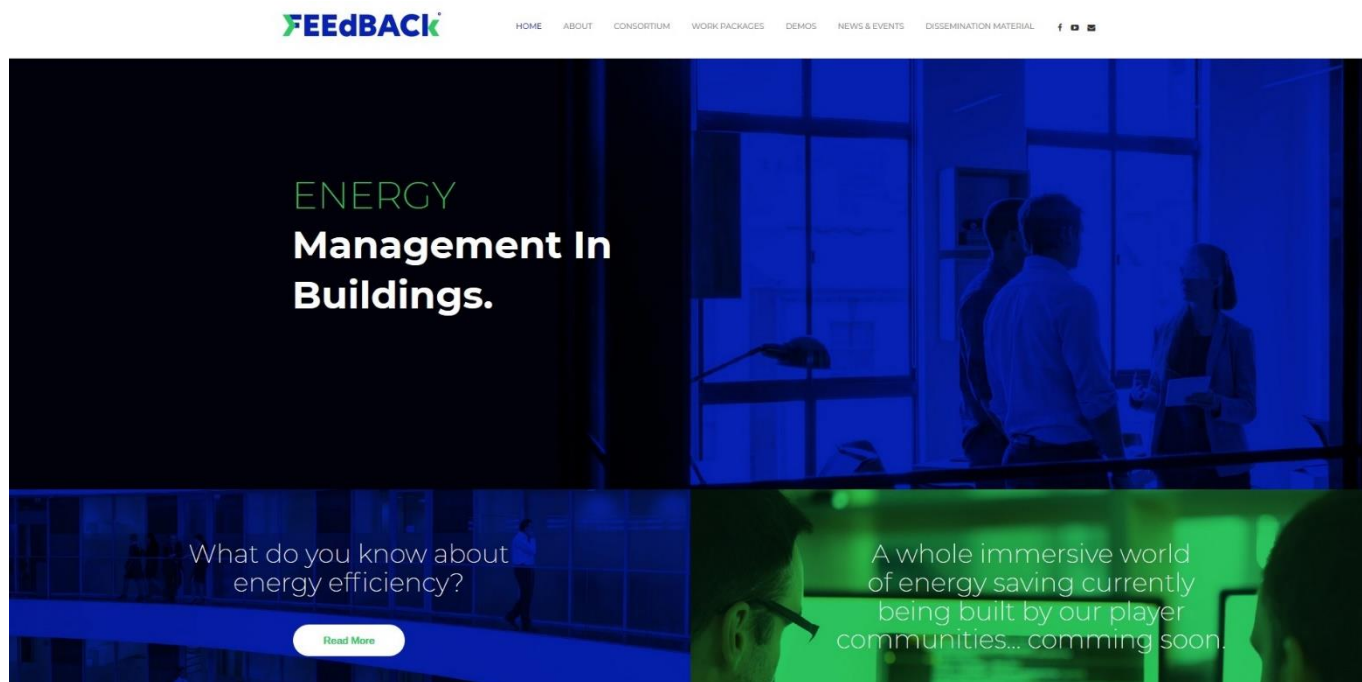 FEEdBACk
HOME ABOUT CONSORTIUM WORK PACKAGES DEMOS NEWS & EVENTS DISSEMINATION MATERIAL
ENERGY
Management In
Buildings.
What do you know about
energy efficiency?
Read More
A whole immersive world
of energy saving currently
being built by our player
communities... comming soon.